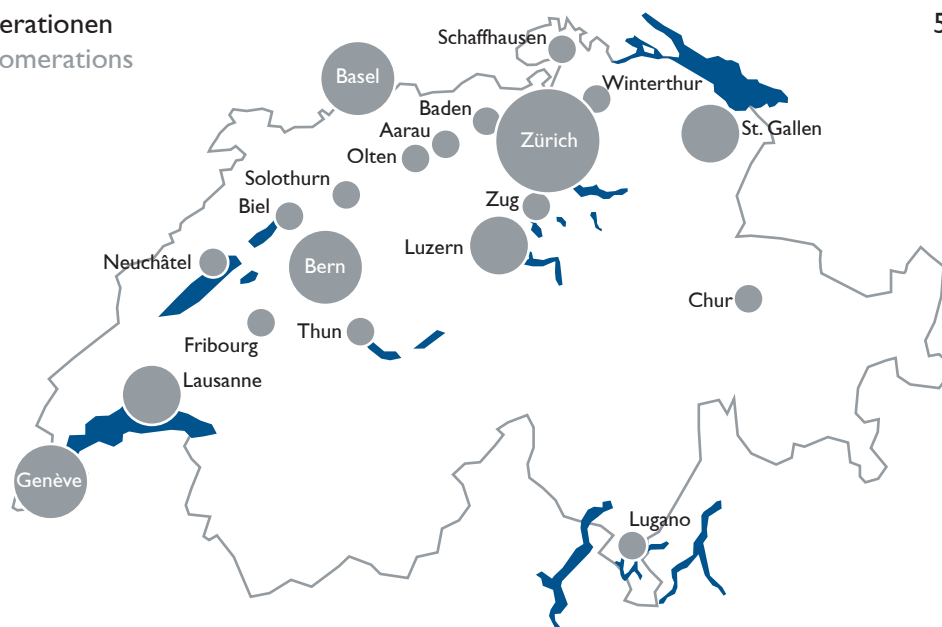 erationen
5
omerations
Schaffhausen
Basel
Winterthur
Baden
St. Gallen
Aarau
Zürich
Olten
Solothurn
Zug
Biel
Luzern
Neuchâtel
Bern
Chur
Thun
Fribourg
Lausanne
Genève
Lugano